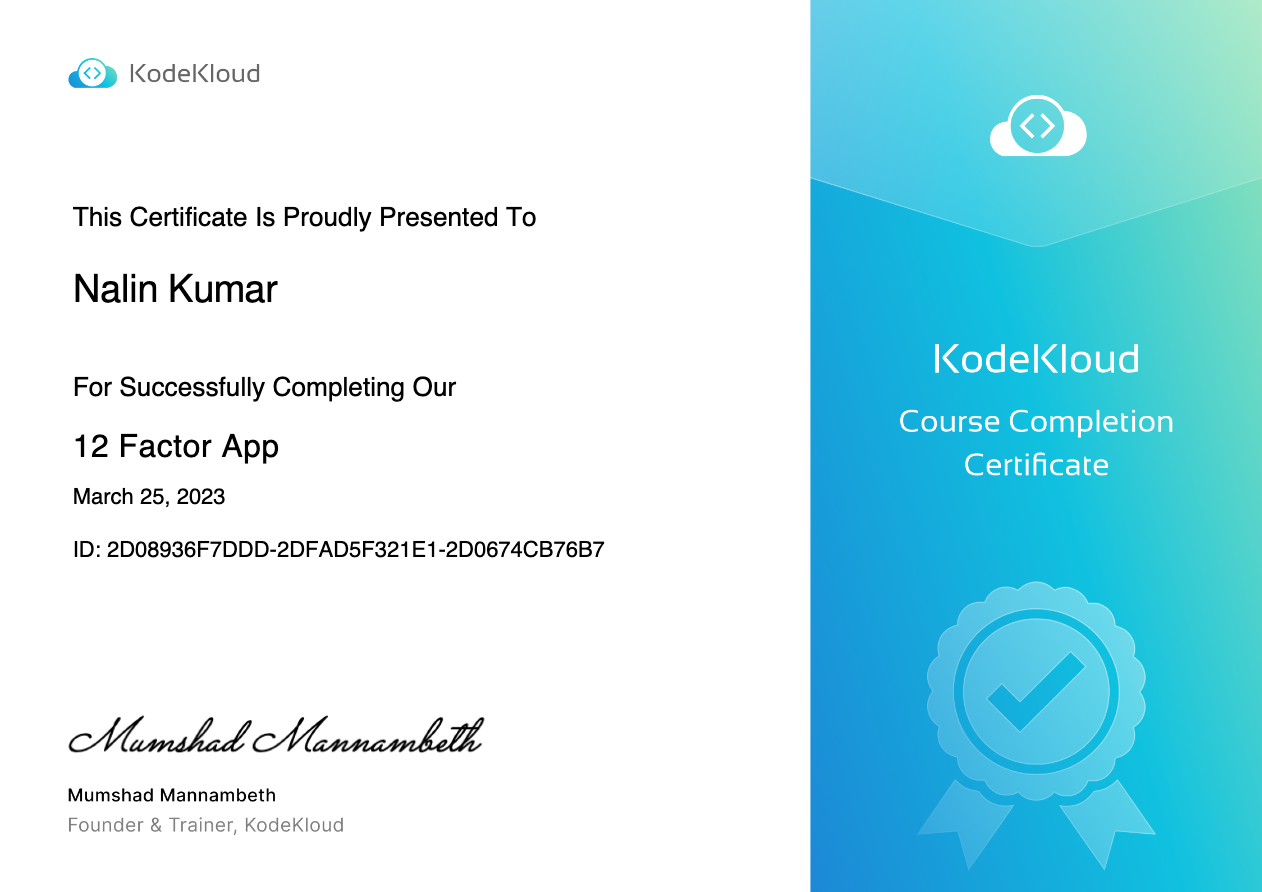 KodeKloud
This Certificate Is Proudly Presented To
Nalin Kumar
For Successfully Completing Our
12 Factor App
March 25, 2023
ID: 2D08936F7DDD-2DFAD5F321E1-2D0674CB76B7
Mumshad Mannambeth
Mumshad Mannambeth
Founder & Trainer, KodeKloud
KodeKloud
Course Completion
Certificate